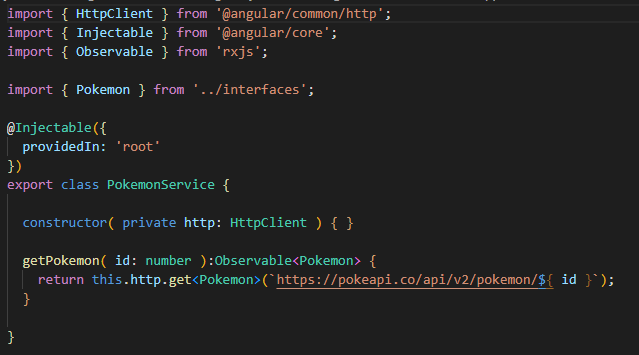 import { HttpClient } from '@angular/common/http';
import { Injectable } from '@angular/core';
import { Observable } from 'rxjs';
import { Pokemon } from '../interfaces';
@Injectable({
  providedIn: 'root'
})
export class PokemonService {
  constructor( private http: HttpClient ) { }
  getPokemon( id: number ):Observable<Pokemon> {
    return this.http.get<Pokemon>(`https://pokeapi.co/api/v2/pokemon/${ id }`);
  }
}